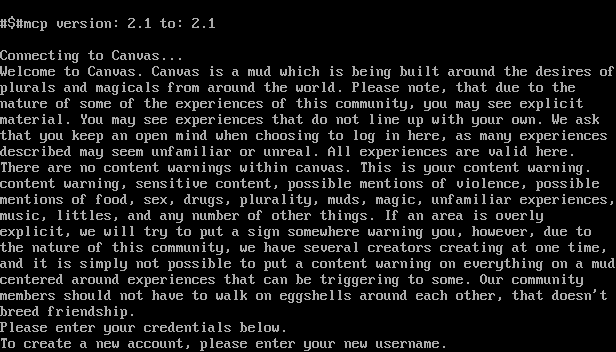 #$#mcp version: 2.1 to: 2.1
Connecting to Canvas...
Welcome to Canvas. Canvas is a mud which is being built around the desires of
plurals and magicals from around the world. Please note, that due to the
nature of some of the experiences of this community, you may see explicit
material. You may see experiences that do not line up with your own. We ask
that you keep an open mind when choosing to log in here, as many experiences
described may seem unfamiliar or unreal. All experiences are valid here.
There are no content warnings within canvas. This is your content warning.
content warning, sensitive content, possible mentions of violence, possible
mentions of food, sex, drugs, plurality, muds, magic, unfamiliar experiences,
music, littles, and any number of other things. If an area is overly
explicit, we will try to put a sign somewhere warning you, however, due to
the nature of this community, we have several creators creating at one time,
and it is simply not possible to put a content warning on everything on a mud
centered around experiences that can be triggering to some. Our community
members should not have to walk on eggshells around each other, that doesn't
breed friendship.
Please enter your credentials below.
To create a new account, please enter your new username.